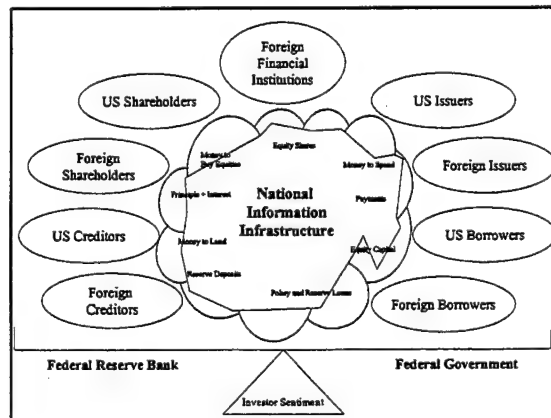 Foreign
Financial
Institutions
US Shareholders
US Issuers
Foreign
Shareholders
Foreign Issuers
US Creditors
US Borrowers
Foreign
Creditors
Foreign Borrowers
Equity Shares
Money to
Buy Equities
Money to Spend
Principle + Interest
Payments
National
Information
Infrastructure
Money to Lend
Equity Capital
Reserve Deposits
Policy and Reserve Loans
Federal Reserve Bank
Federal Government
Investor Sentiment